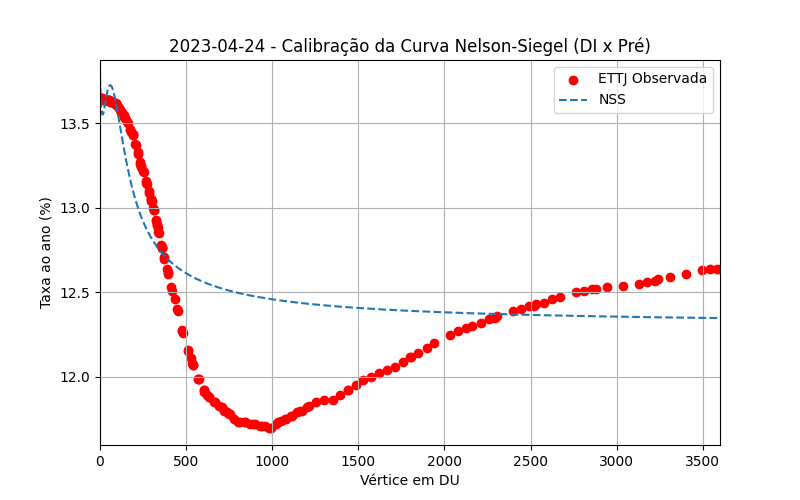 2023-04-24 - Calibração da Curva Nelson-Siegel (DI x Pré)
ETTJ Observada
NSS
Taxa ao ano (%)
13.5
13.0
12.5
12.0
0 500 1000 1500 2000 2500 3000 3500
Vértice em DU